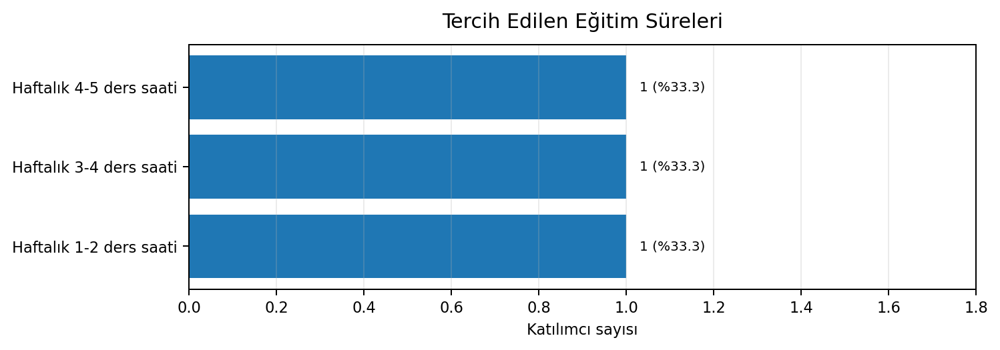 Tercih Edilen Eğitim Süreleri
Haftalık 4-5 ders saati
1 (%33.3)
Haftalık 3-4 ders saati
1 (%33.3)
Haftalık 1-2 ders saati
1 (%33.3)
0.0 0.2 0.4 0.6 0.8 1.0 1.2 1.4 1.6 1.8
Katılımcı sayısı